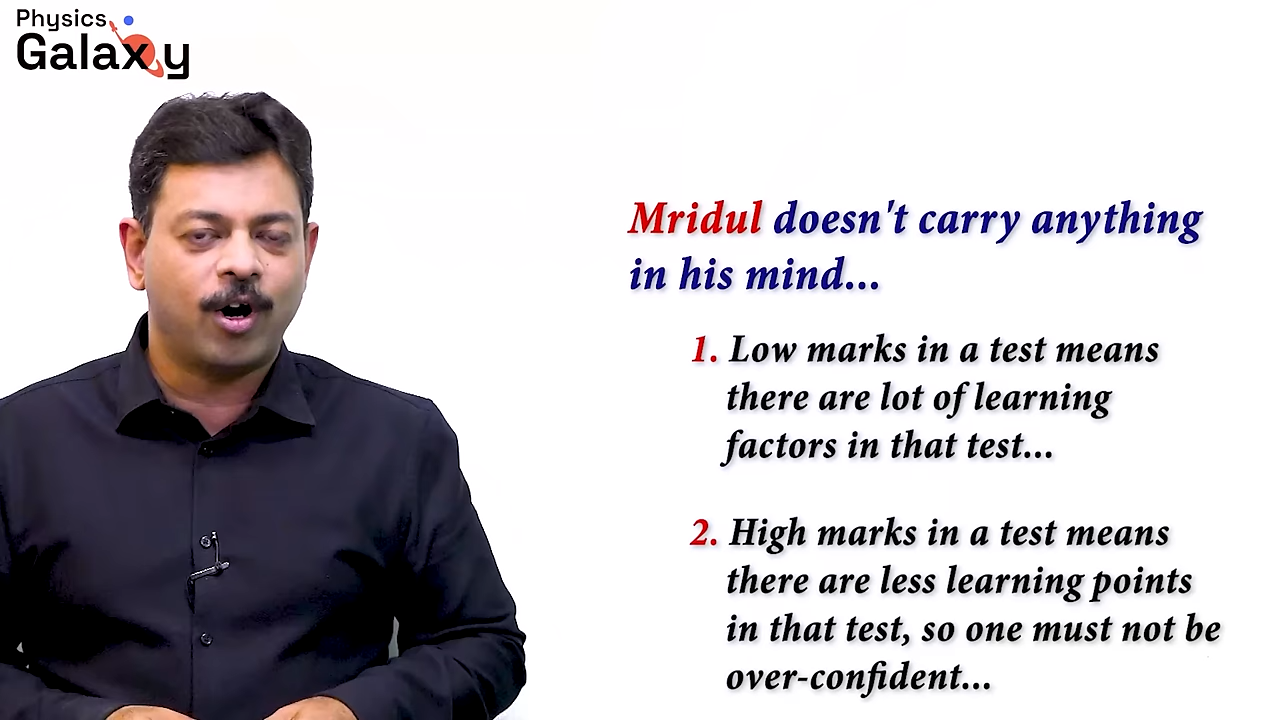 Physics
Galaxy
Mridul doesn't carry anything
in his mind...
1. Low marks in a test means
there are lot of learning
factors in that test...
2. High marks in a test means
there are less learning points
in that test, so one must not be
over-confident...